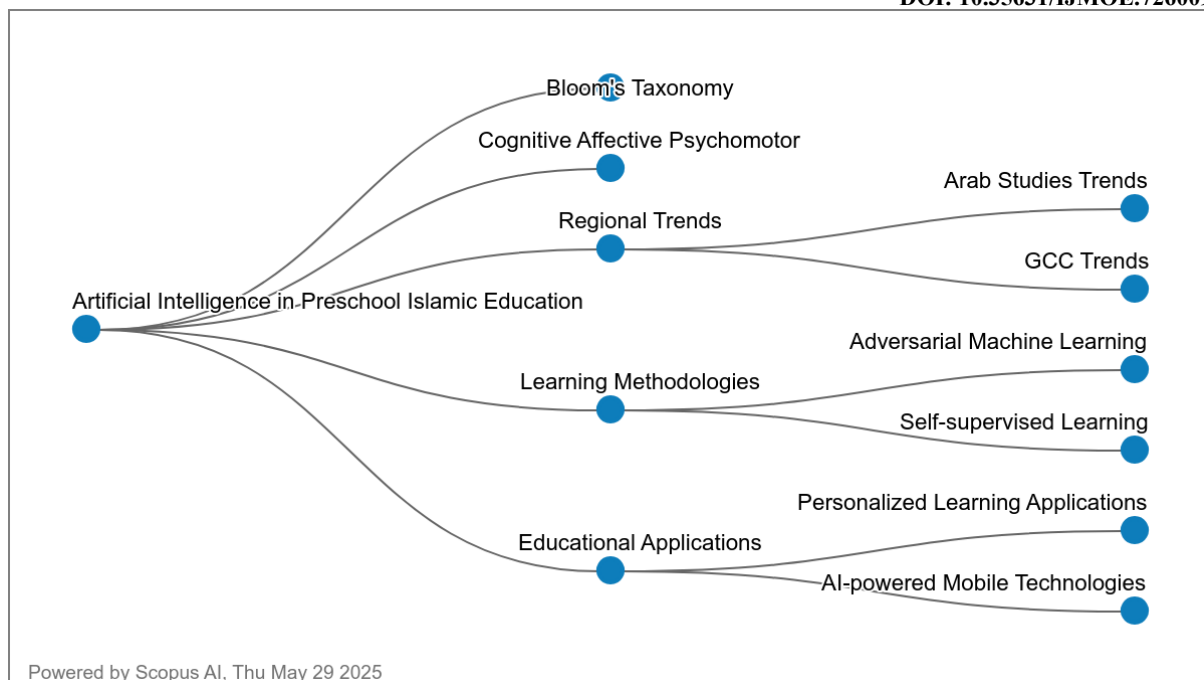 Bloom's Taxonomy
Cognitive Affective Psychomotor
Arab Studies Trends
Regional Trends
GCC Trends
Artificial Intelligence in Preschool Islamic Education
Adversarial Machine Learning
Learning Methodologies
Self-supervised Learning
Personalized Learning Applications
Educational Applications
AI-powered Mobile Technologies
Powered by Scopus AI, Thu May 29 2025